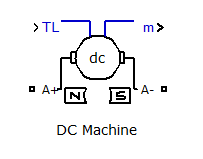 TL m
dc
A+ N S A-
DC Machine